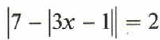 |7 − |3x − 1|| = 2